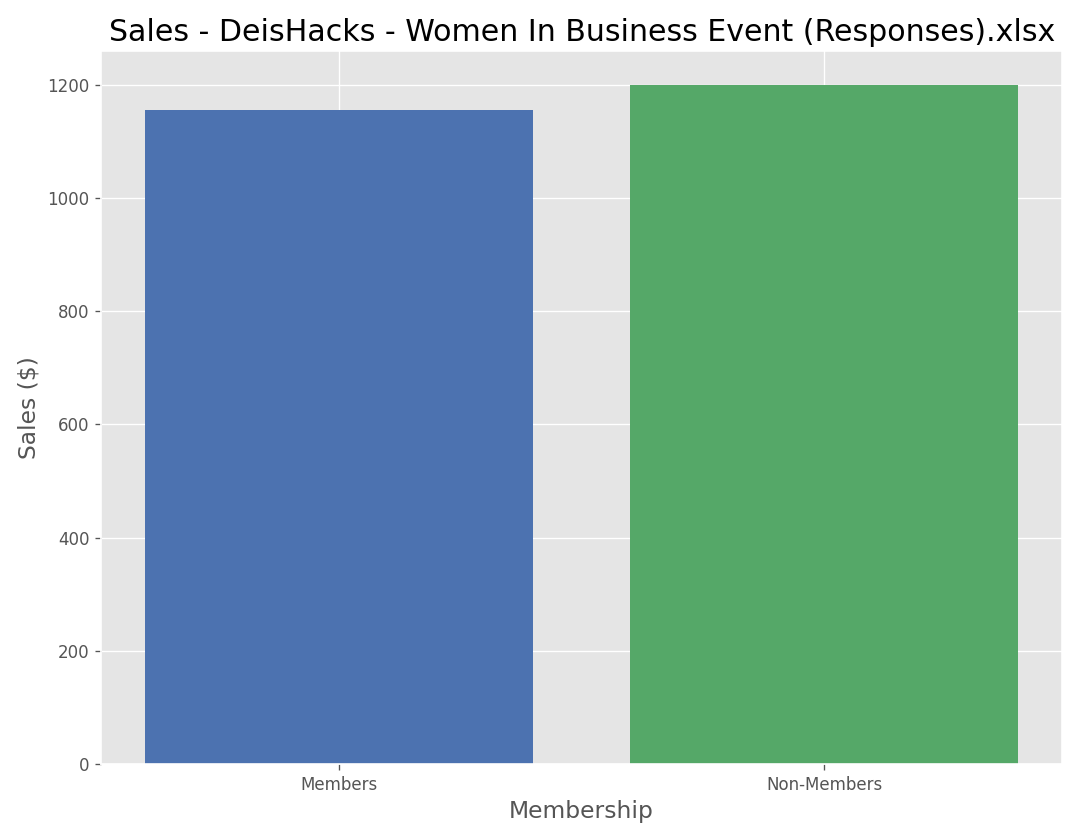 Sales - DeisHacks - Women In Business Event (Responses).xlsx
1200
1000
800
600
400
200
0
Sales ($)
Members
Non-Members
Membership